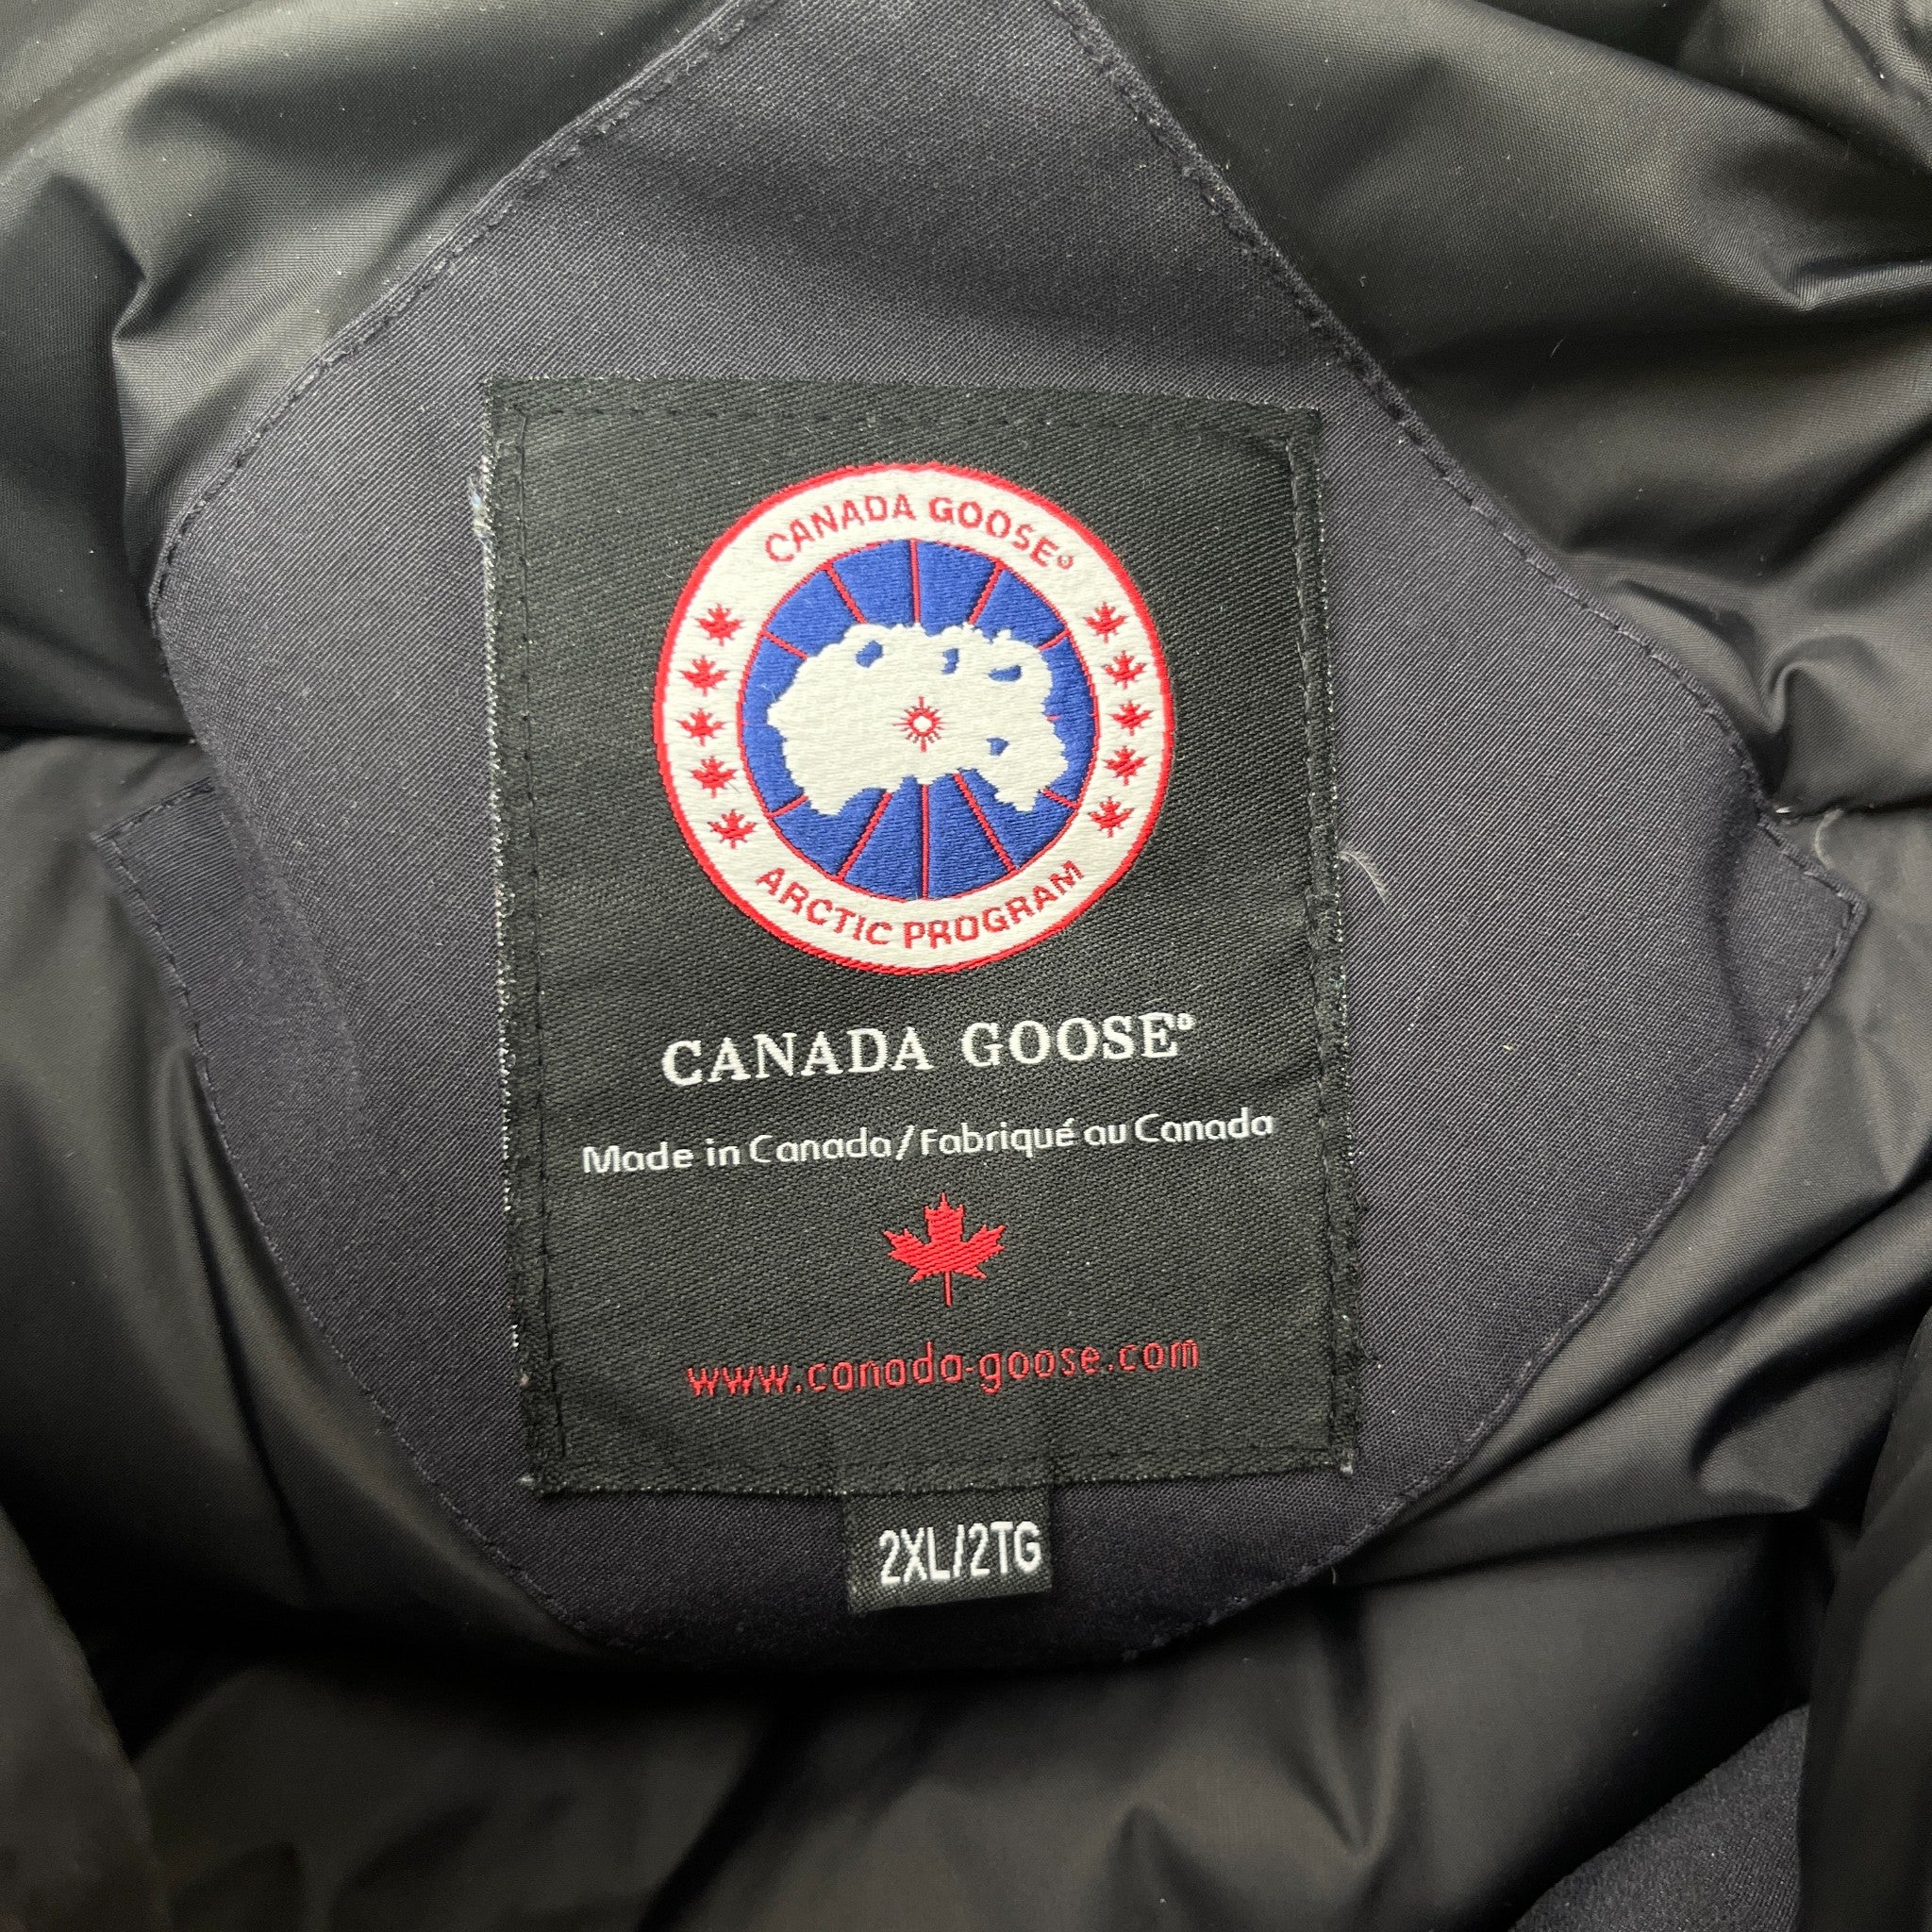 CANADA GOOSE®
ARCTIC PROGRAM
CANADA GOOSE®
Made in Canada/Fabriqué au Canada
www.canada-goose.com
2XL/2TG